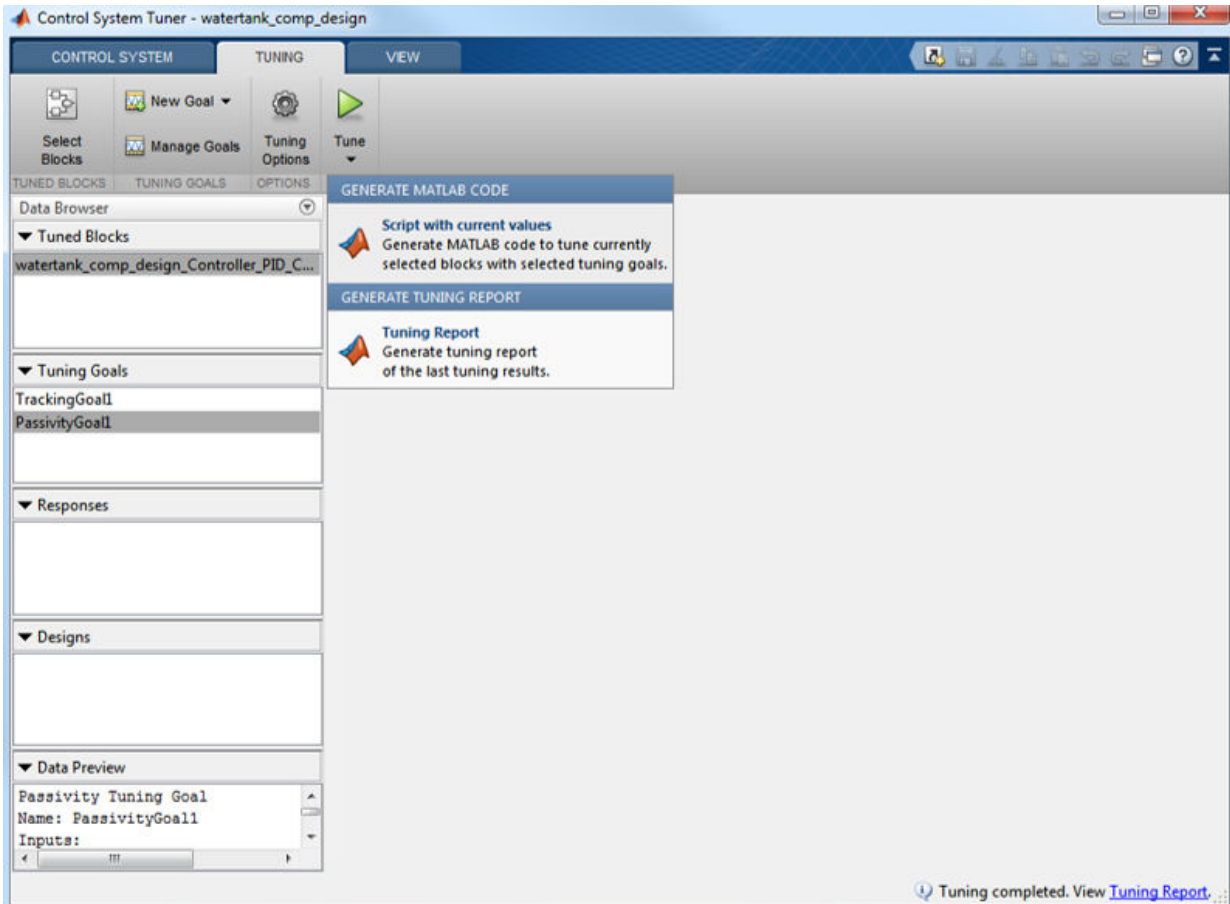 Control System Tuner - watertank_comp_design
CONTROL SYSTEM
TUNING
VIEW
Select
Blocks
New Goal
Manage Goals
Tuning
Options
Tune
TUNED BLOCKS
TUNING GOALS
OPTIONS
GENERATE MATLAB CODE
Script with current values
Generate MATLAB code to tune currently
selected blocks with selected tuning goals.
GENERATE TUNING REPORT
Tuning Report
Generate tuning report
of the last tuning results.
Data Browser
Tuned Blocks
watertank_comp_design_Controller_PID_C...
Tuning Goals
TrackingGoal1
PassivityGoal1
Responses
Designs
Data Preview
Passivity Tuning Goal
Name: PassivityGoal1
Inputs:
Tuning completed. View Tuning Report.